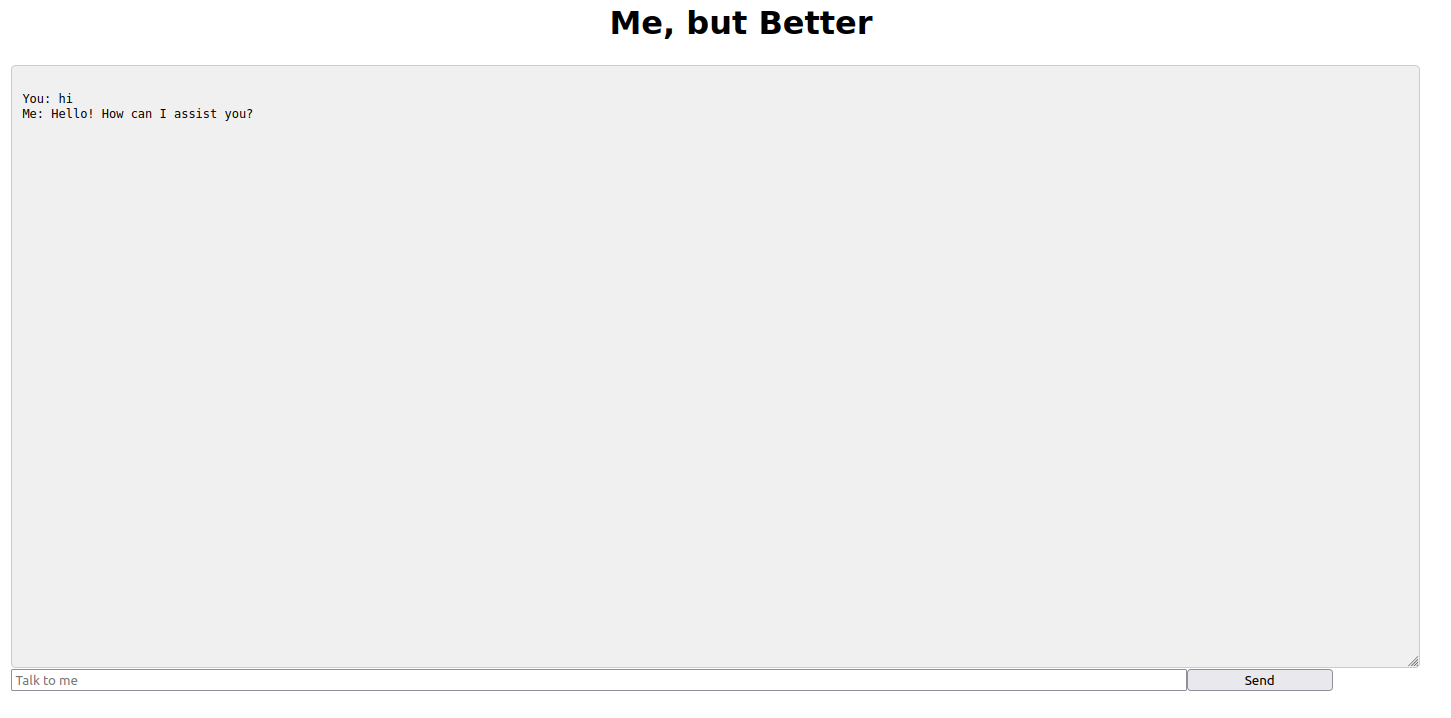 Me, but Better
You: hi
Me: Hello! How can I assist you?
Talk to me
Send